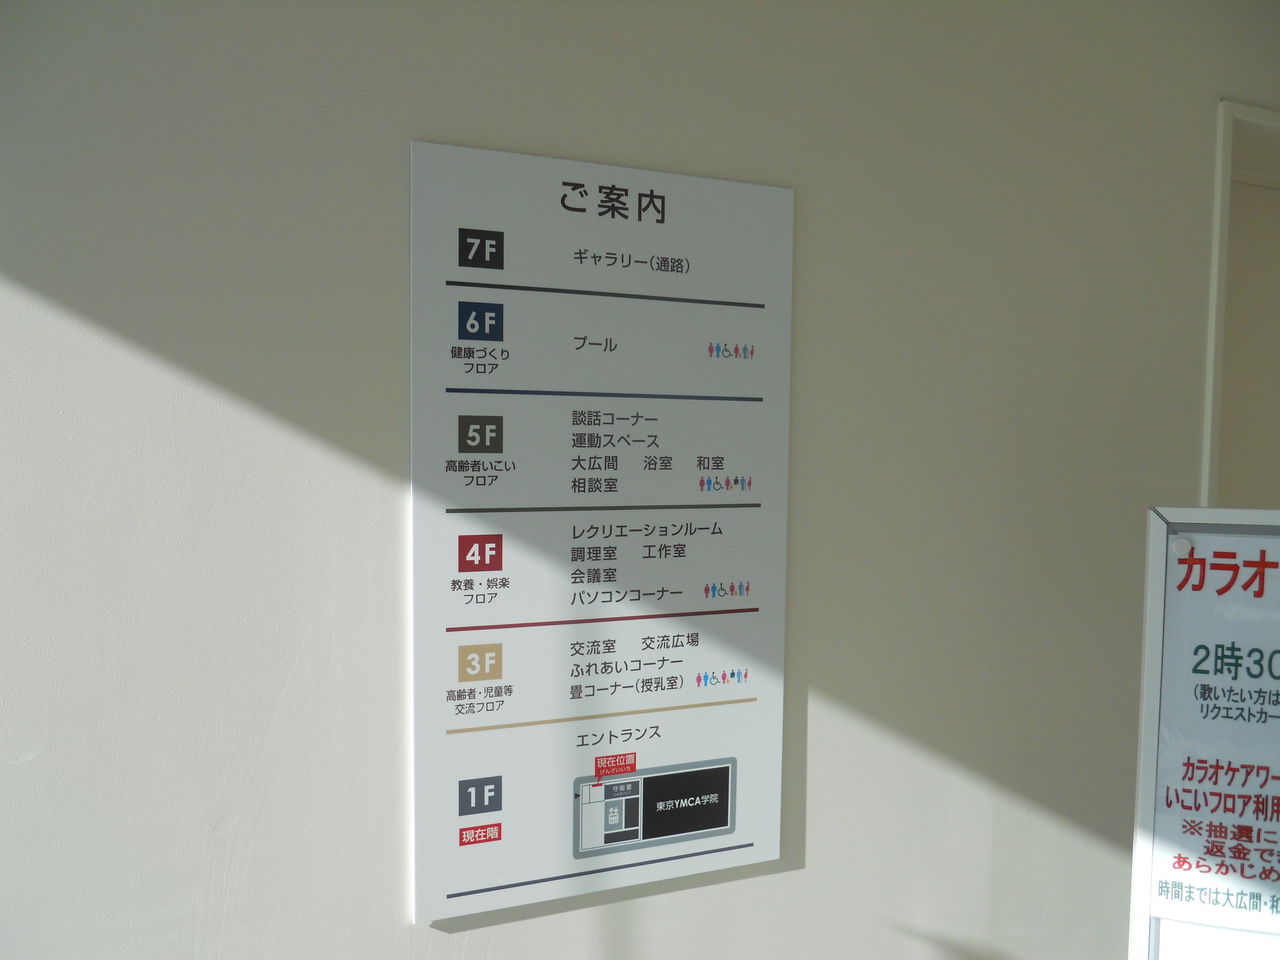 ご案内
7F
ギャラリー(通路)
6F
健康づくり
フロア
プール
5F
高齢者いこい
フロア
談話コーナー
運動スペース
大広間 浴室 和室
相談室
4F
教養・娯楽
フロア
レクリエーションルーム
調理室 工作室
会議室
パソコンコーナー
3F
高齢者・児童等
交流フロア
交流室 交流広場
ふれあいコーナー
畳コーナー(授乳室)
エントランス
1F
現在階
現在位置
げんざいいち
守衛室
東京YMCA学院
カラオ
2時30
(歌いたい方は
リクエストカー
カラオケアワー
いこいフロア利用
※抽選に
返金でき
あらかじめ
時間までは大広間・和